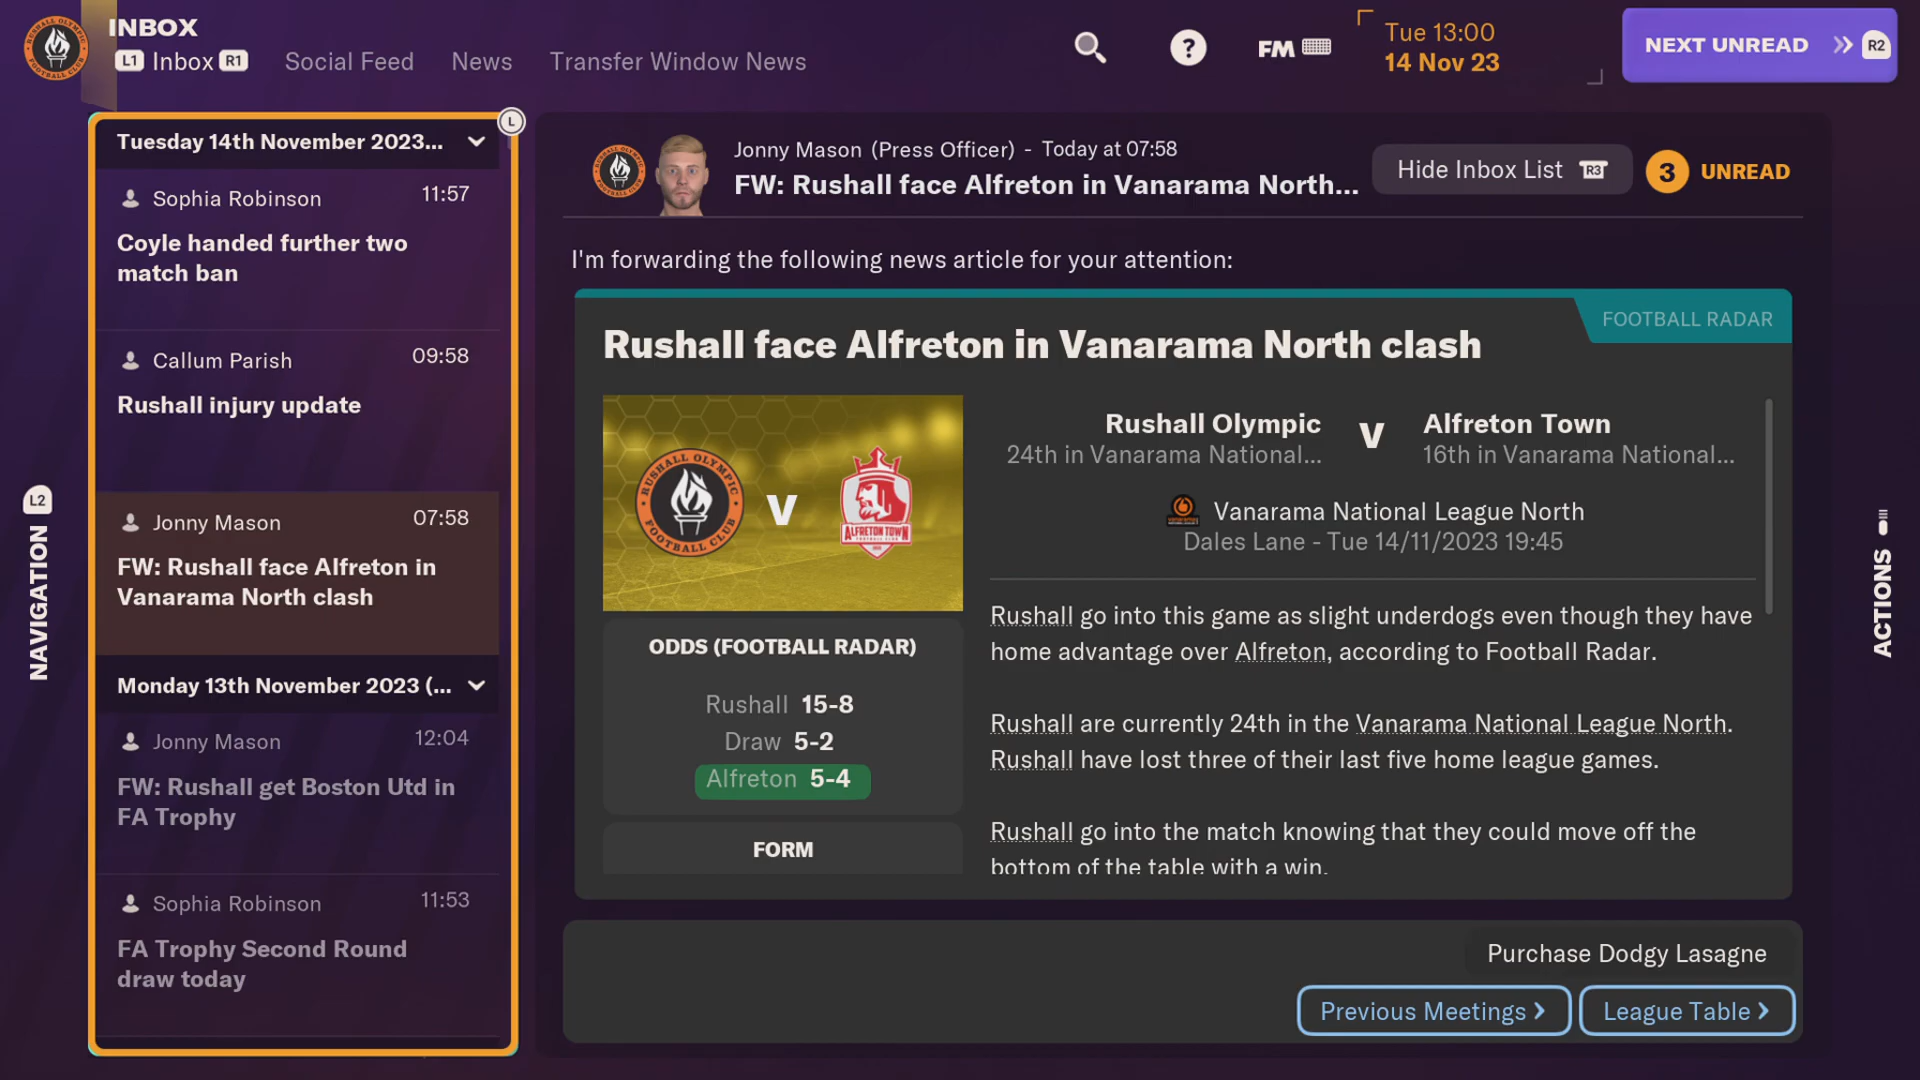 INBOX
L1 Inbox R1 Social Feed News Transfer Window News
?
FM
Tue 13:00
14 Nov 23
NEXT UNREAD R2
L
Tuesday 14th November 2023...
Sophia Robinson 11:57
Coyle handed further two
match ban
Callum Parish 09:58
Rushall injury update
Jonny Mason 07:58
FW: Rushall face Alfreton in
Vanarama North clash
Monday 13th November 2023 (...
Jonny Mason 12:04
FW: Rushall get Boston Utd in
FA Trophy
Sophia Robinson 11:53
FA Trophy Second Round
draw today
L2
NAVIGATION
Jonny Mason (Press Officer) - Today at 07:58
FW: Rushall face Alfreton in Vanarama North...
Hide Inbox List R3
3 UNREAD
I'm forwarding the following news article for your attention:
FOOTBALL RADAR
Rushall face Alfreton in Vanarama North clash
RUSHALL OLYMPIC
FOOTBALL CLUB
V
ALFRETON TOWN
ODDS (FOOTBALL RADAR)
Rushall 15-8
Draw 5-2
Alfreton 5-4
FORM
Rushall Olympic V Alfreton Town
24th in Vanarama National... 16th in Vanarama National...
Vanarama National League North
Dales Lane - Tue 14/11/2023 19:45
Rushall go into this game as slight underdogs even though they have
home advantage over Alfreton, according to Football Radar.
Rushall are currently 24th in the Vanarama National League North.
Rushall have lost three of their last five home league games.
Rushall go into the match knowing that they could move off the
bottom of the table with a win.
Purchase Dodgy Lasagne
Previous Meetings
League Table
ACTIONS